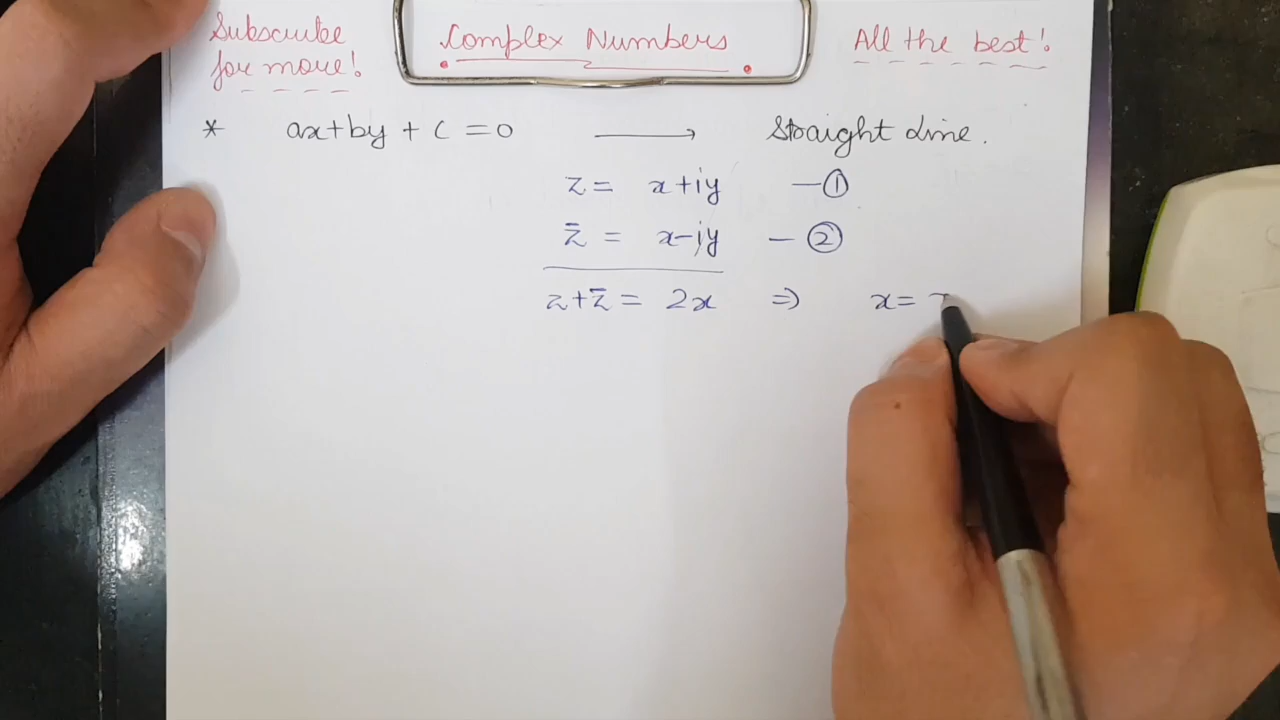 Subscribe for more!
Complex Numbers
All the best!
* ax+by + c =0 ⟶ Straight Line.
z = x+iy —①
z̄ = x-iy —②
z+z̄ = 2x ⇒ x= z